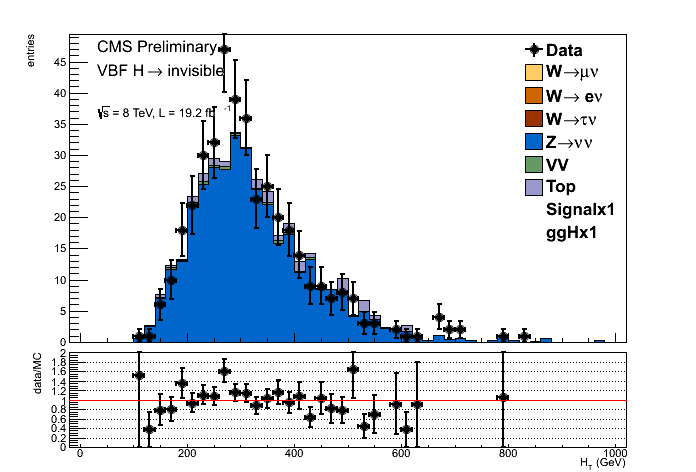 entries
CMS Preliminary
VBF H → invisible
√s = 8 TeV, L = 19.2 fb⁻¹
Data
W→μν
W→ eν
W→τν
Z→νν
VV
Top
Signalx1
ggHx1
45
40
35
30
25
20
15
10
5
0
data/MC
2
1.8
1.6
1.4
1.2
1
0.8
0.6
0.4
0.2
0
0 200 400 600 800 1000
H_T (GeV)